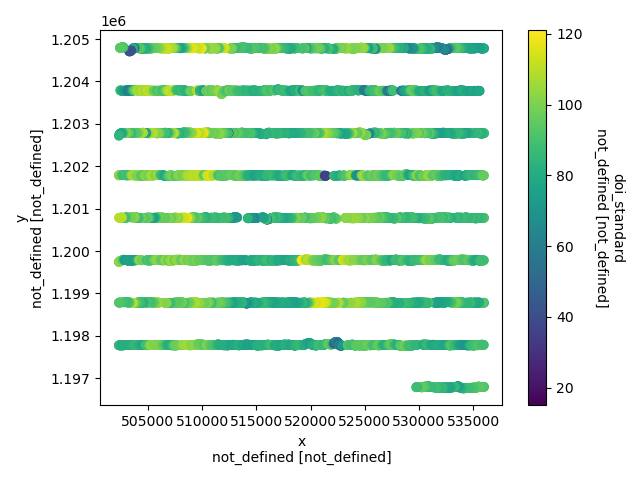 1e6
1.205
1.204
1.203
1.202
1.201
1.200
1.199
1.198
1.197
y
not_defined [not_defined]
505000 510000 515000 520000 525000 530000 535000
x
not_defined [not_defined]
120
100
80
60
40
20
doi_standard
not_defined [not_defined]